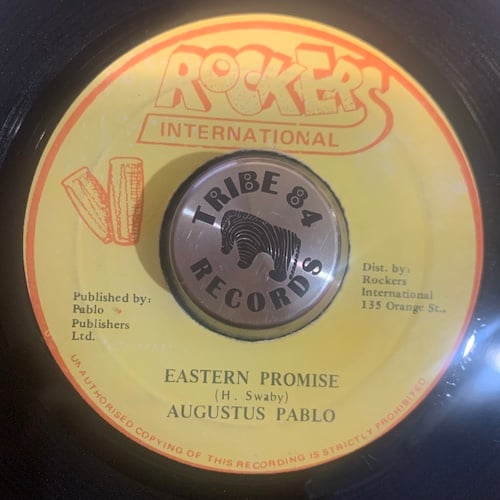 ROCKERS
INTERNATIONAL
TRIBE 84
RECORDS
Published by:
Pablo
Publishers
Ltd.
Dist. by:
Rockers
International
135 Orange St.,
EASTERN PROMISE
(H. Swaby)
AUGUSTUS PABLO
UNAUTHORISED COPYING OF THIS RECORDING IS STRICTLY PROHIBITED